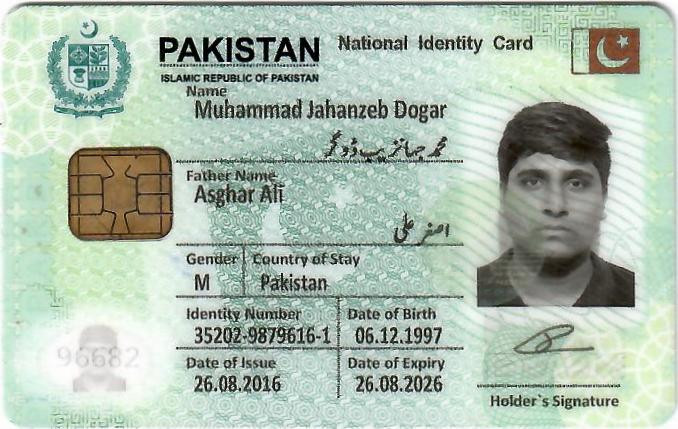 PAKISTAN National Identity Card
ISLAMIC REPUBLIC OF PAKISTAN
Name
Muhammad Jahanzeb Dogar
محمد جہانزیب ڈوگر
Father Name
Asghar Ali
اصغر علی
Gender Country of Stay
M Pakistan
Identity Number Date of Birth
35202-9879616-1 06.12.1997
Date of Issue Date of Expiry
26.08.2016 26.08.2026
96682
Holder`s Signature